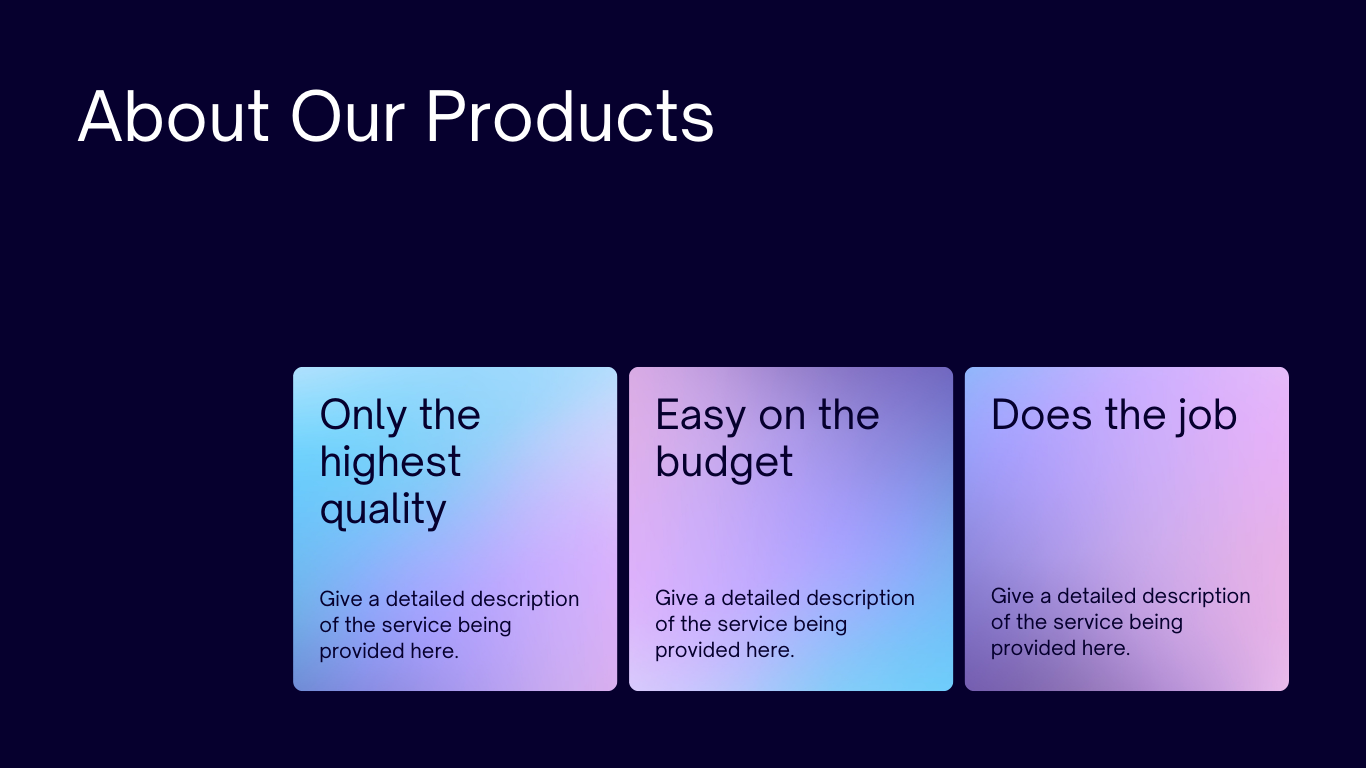 About Our Products
Only the
highest
quality
Give a detailed description
of the service being
provided here.
Easy on the
budget
Give a detailed description
of the service being
provided here.
Does the job
Give a detailed description
of the service being
provided here.